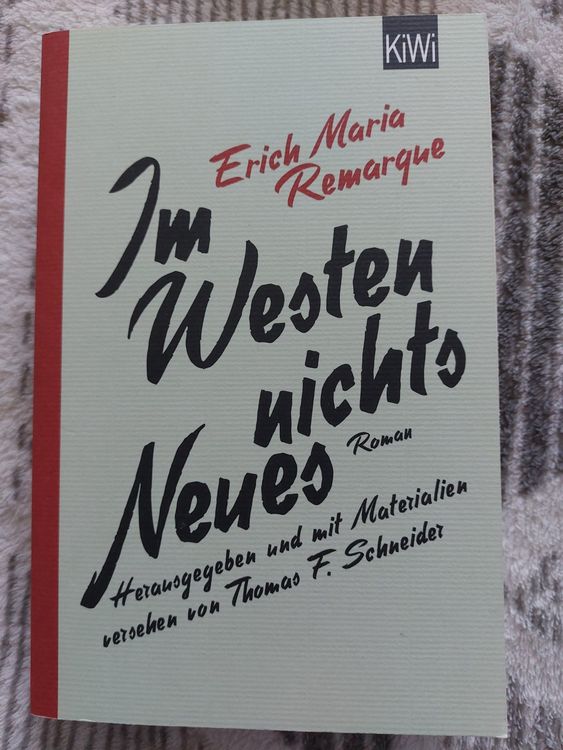 KiWi
Erich Maria
Remarque
Im
Westen
nichts
Neues
Roman
Herausgegeben und mit Materialien
versehen von Thomas F. Schneider